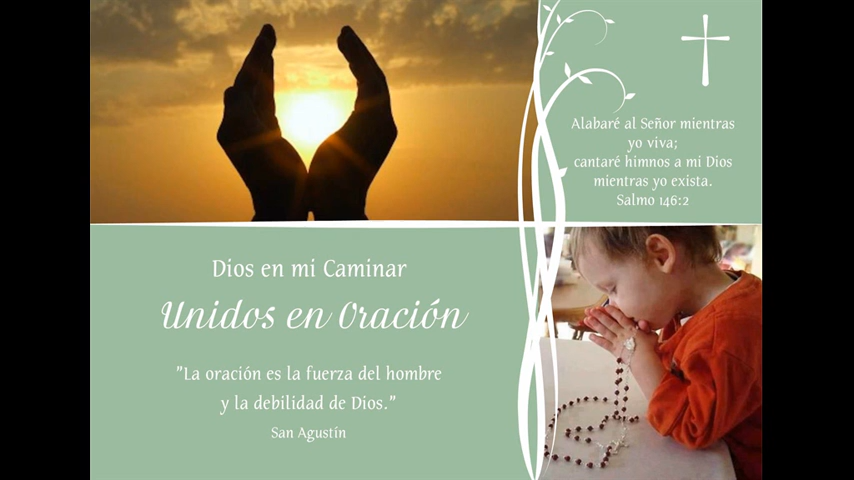 Alabaré al Señor mientras
yo viva;
cantaré himnos a mi Dios
mientras yo exista.
Salmo 146:2
Dios en mi Caminar
Unidos en Oración
"La oración es la fuerza del hombre
y la debilidad de Dios."
San Agustín